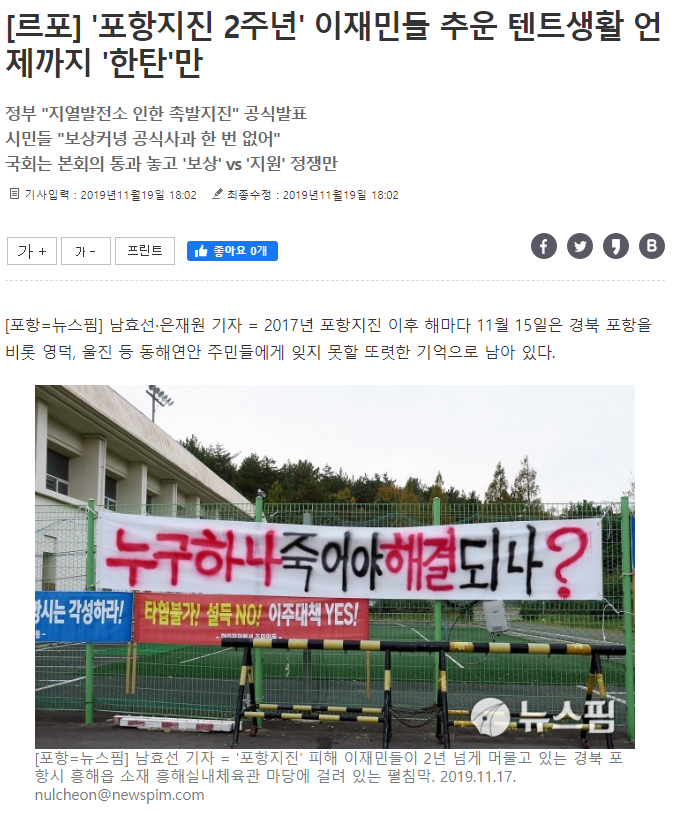 [르포] '포항지진 2주년' 이재민들 추운 텐트생활 언
제까지 '한탄'만
정부 "지열발전소 인한 촉발지진" 공식발표
시민들 "보상커녕 공식사과 한 번 없어"
국회는 본회의 통과 놓고 '보상' vs '지원' 정쟁만
기사입력 : 2019년11월19일 18:02 최종수정 : 2019년11월19일 18:02
가 + 가 - 프린트 좋아요 0개
[포항=뉴스핌] 남효선·은재원 기자 = 2017년 포항지진 이후 해마다 11월 15일은 경북 포항을
비롯 영덕, 울진 등 동해연안 주민들에게 잊지 못할 또렷한 기억으로 남아 있다.
누구하나 죽어야 해결되나?
항시는 각성하라! 타협불가! 설득 NO! 이주대책 YES!
뉴스핌
[포항=뉴스핌] 남효선 기자 = '포항지진' 피해 이재민들이 2년 넘게 머물고 있는 경북 포
항시 흥해읍 소재 흥해실내체육관 마당에 걸려 있는 펼침막. 2019.11.17.
nulcheon@newspim.com